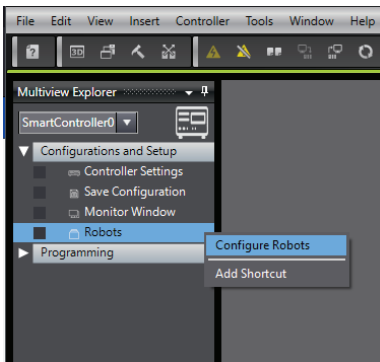 File Edit View Insert Controller Tools Window Help
3D
Multiview Explorer
SmartController0
Configurations and Setup
Controller Settings
Save Configuration
Monitor Window
Robots
Configure Robots
Programming
Add Shortcut